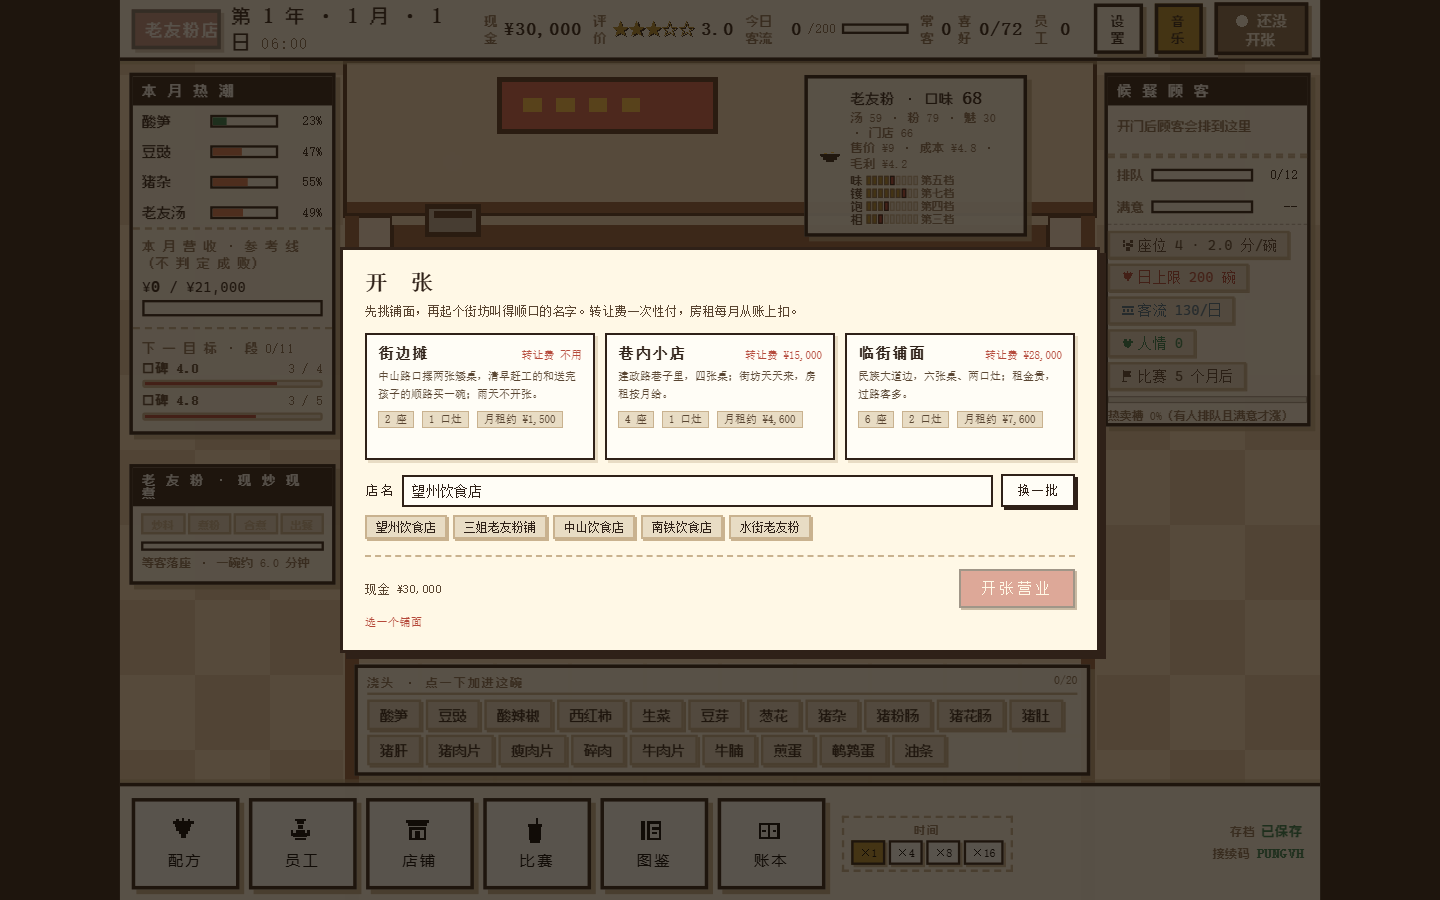 老友粉店
第 1 年 · 1 月 · 1
日 06:00
现金 ¥30,000
评价 3.0
今日客流 0 /200
常客 0
喜好 0/72
员工 0
设置
音乐
还没开张
本月热潮
酸笋 23%
豆豉 47%
猪杂 55%
老友汤 49%
本月营收 · 参考线
(不判定成败)
¥0 / ¥21,000
下一目标 · 段 0/11
口碑 4.0 3 / 4
口碑 4.8 3 / 5
老友粉 · 现炒现
煮
等客落座 · 一碗约 6.0 分钟
老友粉 · 口味 68
汤 59 · 粉 79 · 魅 30
· 门店 66
售价 ¥9 · 成本 ¥4.8 ·
毛利 ¥4.2
味 第五档
镬 第七档
饱 第四档
相 第三档
候餐顾客
开门后顾客会排到这里
排队 0/12
满意 --
座位 4 · 2.0 分/碗
日上限 200 碗
客流 130/日
人情 0
比赛 5 个月后
热卖榜 0% (有人排队且满意才涨)
开 张
先挑铺面，再起个街坊叫得顺口的名字。转让费一次性付，房租每月从账上扣。
街边摊 转让费 不用
中山路口摆两张矮桌，清早赶工的和送完
孩子的顺路买一碗；雨天不开张。
2 座 1 口灶 月租约 ¥1,500
巷内小店 转让费 ¥15,000
建政路巷子里，四张桌；街坊天天来，房
租按月给。
4 座 1 口灶 月租约 ¥4,600
临街铺面 转让费 ¥28,000
民族大道边，六张桌、两口灶；租金贵，
过路客多。
6 座 2 口灶 月租约 ¥7,600
店名 望州饮食店 换一批
望州饮食店 三姐老友粉铺 中山饮食店 南铁饮食店 水街老友粉
现金 ¥30,000
开张营业
选一个铺面
浇头 · 点一下加进这碗 0/20
酸笋 豆豉 酸辣椒 西红柿 生菜 豆芽 葱花 猪杂 猪粉肠 猪花肠 猪肚
猪肝 猪肉片 瘦肉片 碎肉 牛肉片 牛腩 煎蛋 鹌鹑蛋 油条
配方 员工 店铺 比赛 图鉴 账本
时间
×1 ×4 ×8 ×16
存档 已保存
接续码 PUNGVH